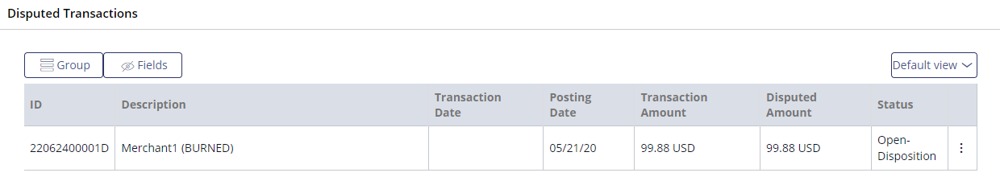 Disputed Transactions
Group Fields Default view
ID Description Transaction Date Posting Date Transaction Amount Disputed Amount Status
22062400001D Merchant1 (BURNED) 05/21/20 99.88 USD 99.88 USD Open-Disposition